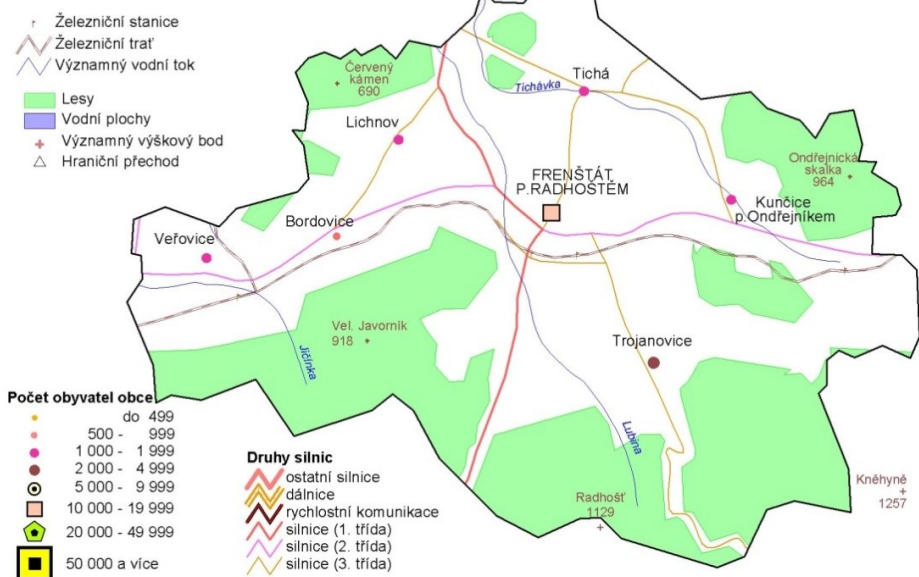 Železniční stanice
Železniční trať
Významný vodní tok
Lesy
Vodní plochy
Významný výškový bod
Hraniční přechod
Červený
kámen
690
Tichávka
Tichá
Lichnov
Ondřejnická
skalka
964
FRENŠTÁT
P.RADHOŠTĚM
Kunčice
p.Ondřejníkem
Bordovice
Veřovice
Vel. Javorník
918
Jičínka
Trojanovice
Lubina
Radhošť
1129
Kněhyně
1257
Počet obyvatel obce
do 499
500 - 999
1 000 - 1 999
2 000 - 4 999
5 000 - 9 999
10 000 - 19 999
20 000 - 49 999
50 000 a více
Druhy silnic
ostatní silnice
dálnice
rychlostní komunikace
silnice (1. třída)
silnice (2. třída)
silnice (3. třída)